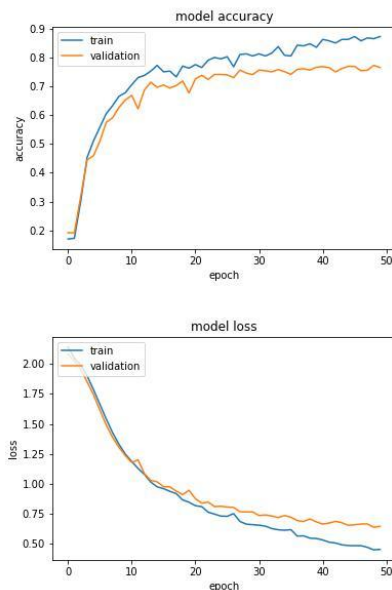 model accuracy
0.9
0.8
0.7
0.6
0.5
0.4
0.3
0.2
train
validation
accuracy
0 10 20 30 40 50
epoch
model loss
2.00
1.75
1.50
1.25
1.00
0.75
0.50
train
validation
loss
0 10 20 30 40 50
epoch